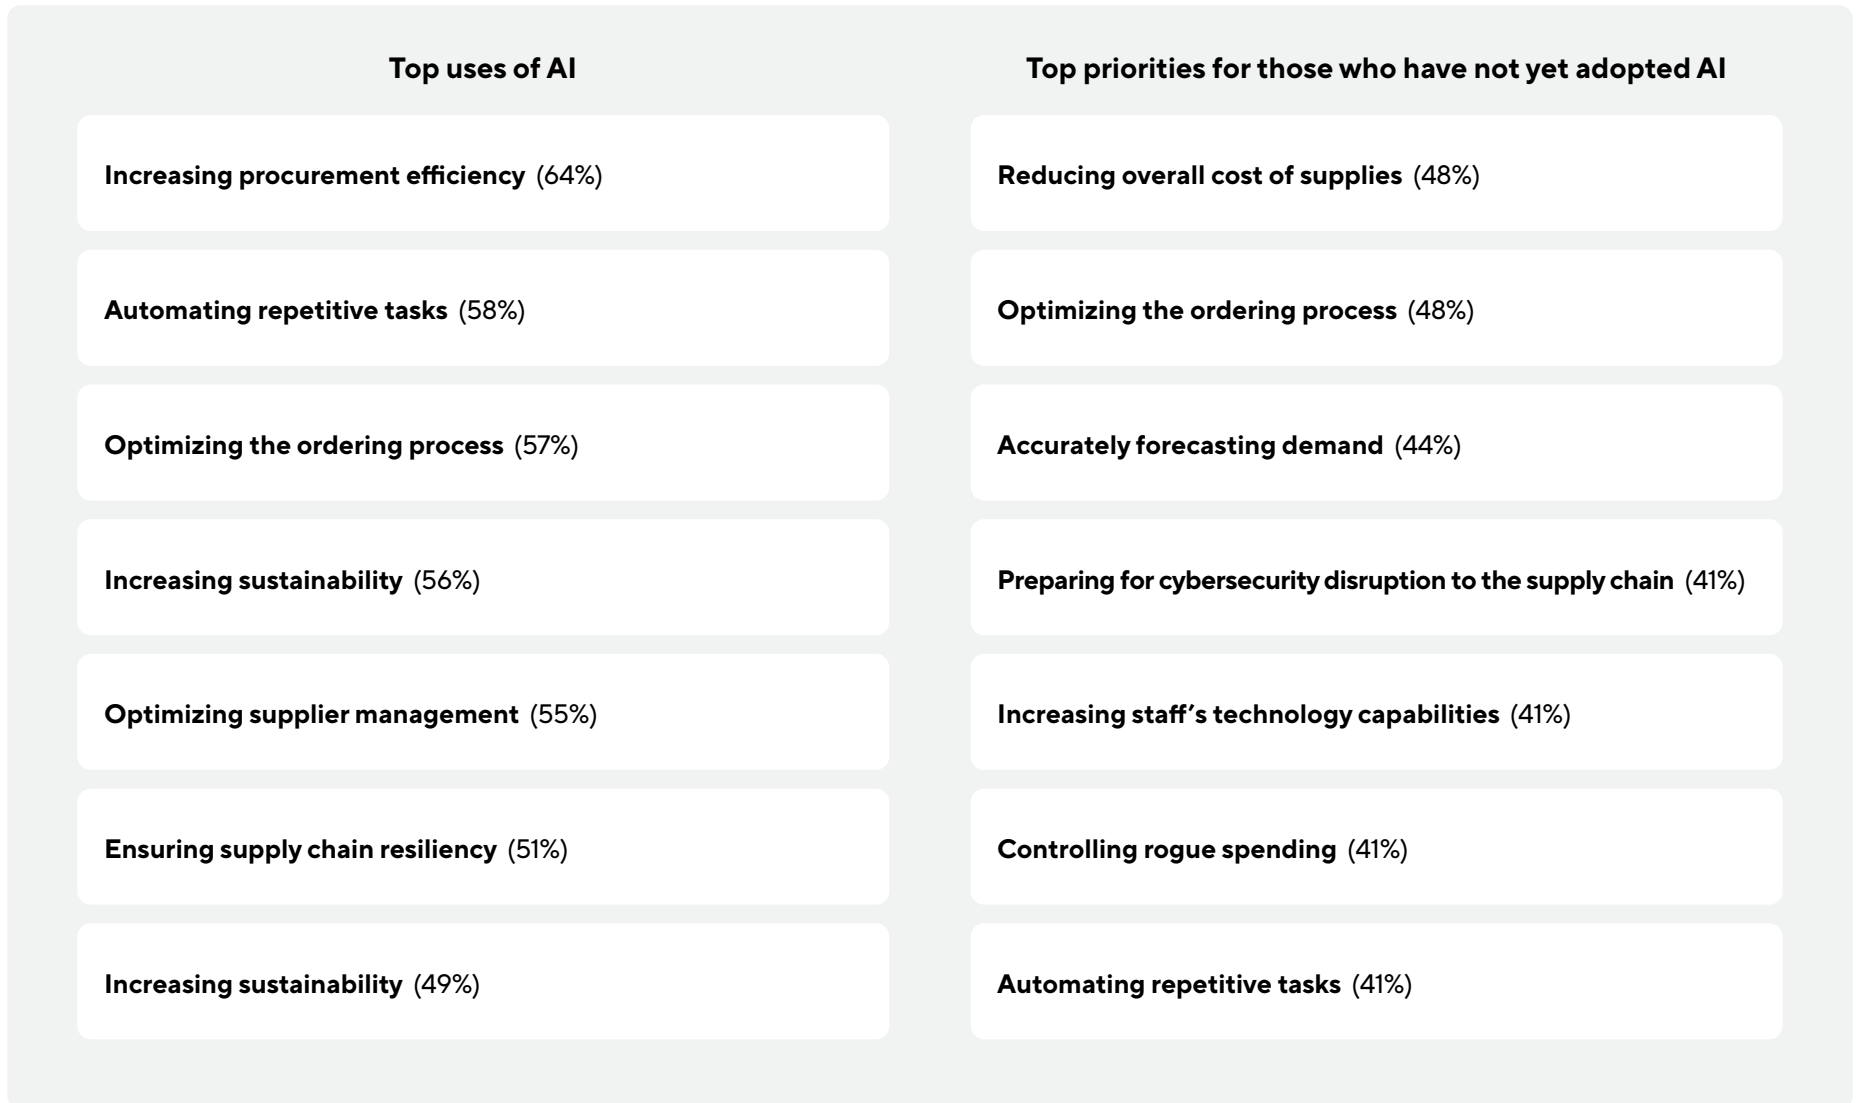 Top uses of AI
Increasing procurement efficiency (64%)
Automating repetitive tasks (58%)
Optimizing the ordering process (57%)
Increasing sustainability (56%)
Optimizing supplier management (55%)
Ensuring supply chain resiliency (51%)
Increasing sustainability (49%)
Top priorities for those who have not yet adopted AI
Reducing overall cost of supplies (48%)
Optimizing the ordering process (48%)
Accurately forecasting demand (44%)
Preparing for cybersecurity disruption to the supply chain (41%)
Increasing staff’s technology capabilities (41%)
Controlling rogue spending (41%)
Automating repetitive tasks (41%)